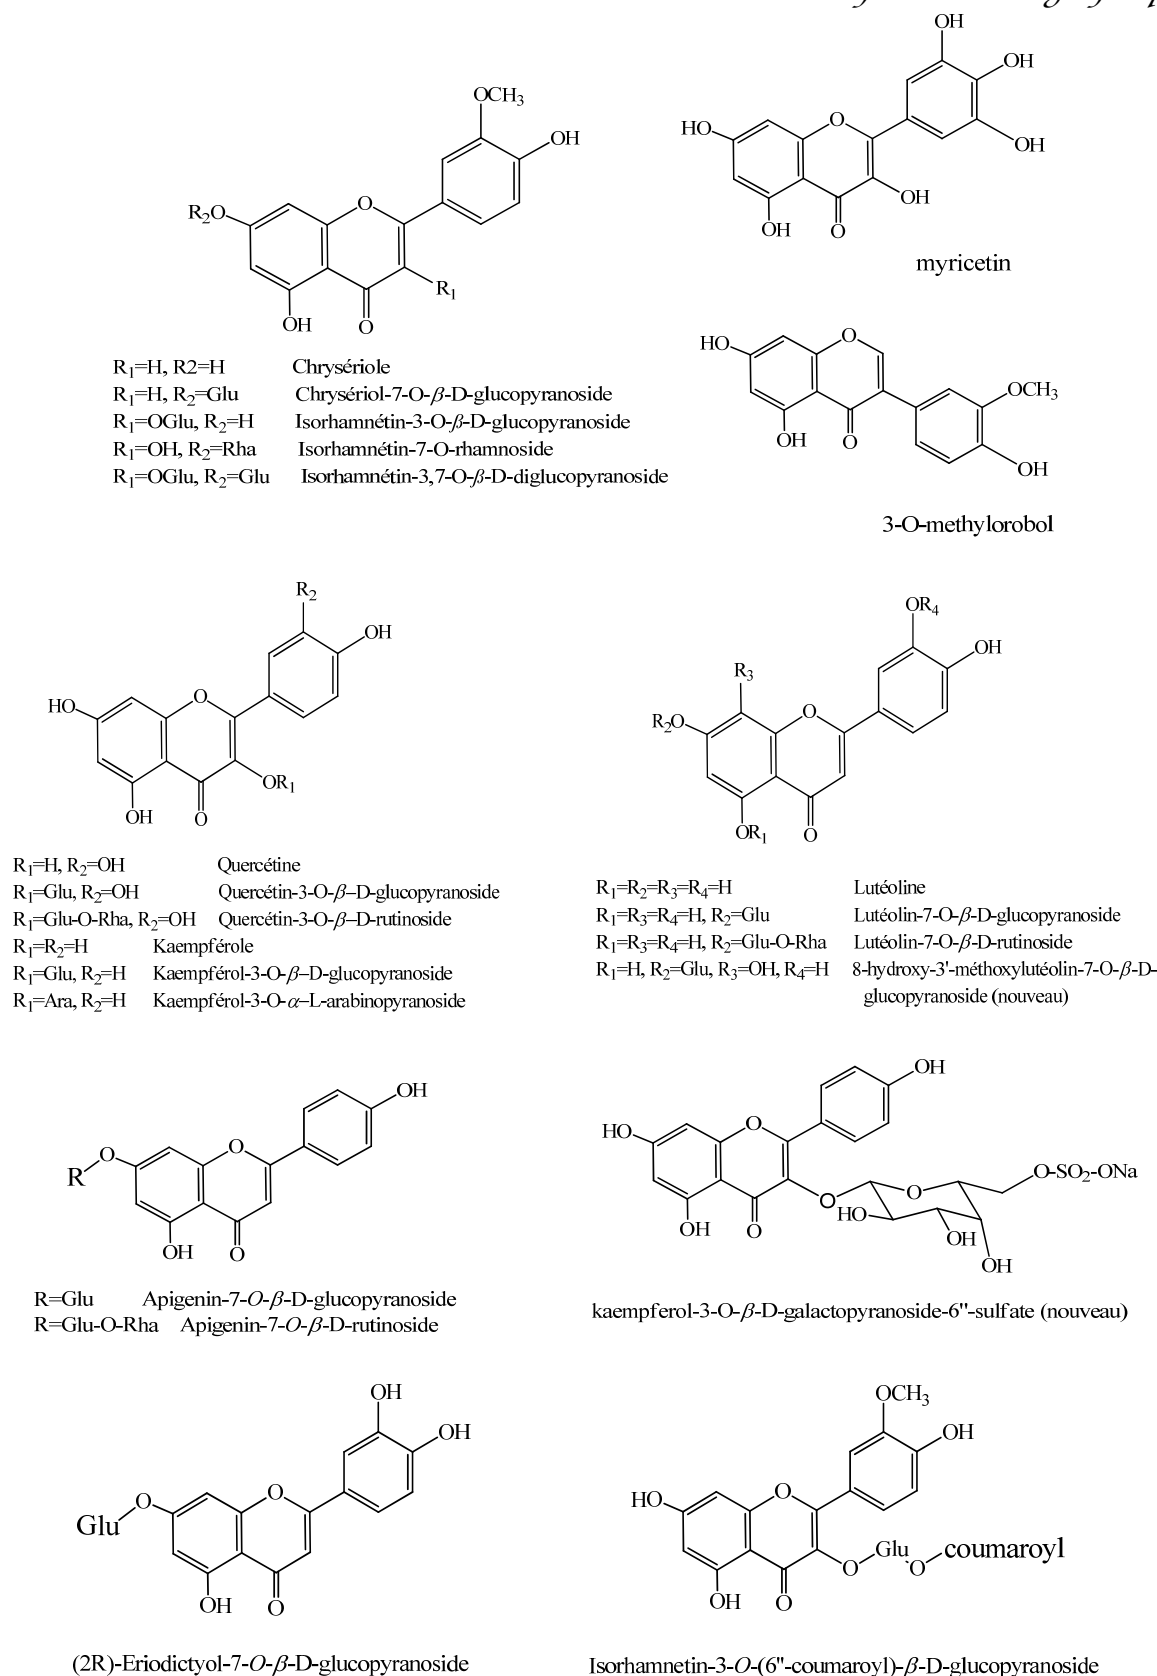 OH
OH
OCH3
HO
O
OH
OH
R2O
O
OH
OH
O
R1
OH
O
myricetin
R1=H, R2=H Chrysériole
R1=H, R2=Glu Chrysériol-7-O-β-D-glucopyranoside
R1=OGlu, R2=H Isorhamnétin-3-O-β-D-glucopyranoside
R1=OH, R2=Rha Isorhamnétin-7-O-rhamnoside
R1=OGlu, R2=Glu Isorhamnétin-3,7-O-β-D-diglucopyranoside
HO
O
OCH3
OH
O
OH
3-O-methylorobol
R2
OH
HO
O
OR1
OH
O
R1=H, R2=OH Quercétine
R1=Glu, R2=OH Quercétin-3-O-β–D-glucopyranoside
R1=Glu-O-Rha, R2=OH Quercétin-3-O-β–D-rutinoside
R1=R2=H Kaempférole
R1=Glu, R2=H Kaempférol-3-O-β–D-glucopyranoside
R1=Ara, R2=H Kaempférol-3-O-α–L-arabinopyranoside
OR4
OH
R3
R2O
O
OR1
O
R1=R2=R3=R4=H Lutéoline
R1=R3=R4=H, R2=Glu Lutéolin-7-O-β-D-glucopyranoside
R1=R3=R4=H, R2=Glu-O-Rha Lutéolin-7-O-β-D-rutinoside
R1=H, R2=Glu, R3=OH, R4=H 8-hydroxy-3'-méthoxylutéolin-7-O-β-D-
glucopyranoside (nouveau)
OH
O
R
O
OH
O
R=Glu Apigenin-7-O-β-D-glucopyranoside
R=Glu-O-Rha Apigenin-7-O-β-D-rutinoside
OH
HO
O
O-SO2-ONa
O
O
HO
OH
O
OH
OH
kaempferol-3-O-β-D-galactopyranoside-6''-sulfate (nouveau)
OH
OH
O
Glu
O
OH
O
(2R)-Eriodictyol-7-O-β-D-glucopyranoside
OCH3
OH
HO
O
Glu
coumaroyl
O
O
OH
O
Isorhamnetin-3-O-(6''-coumaroyl)-β-D-glucopyranoside